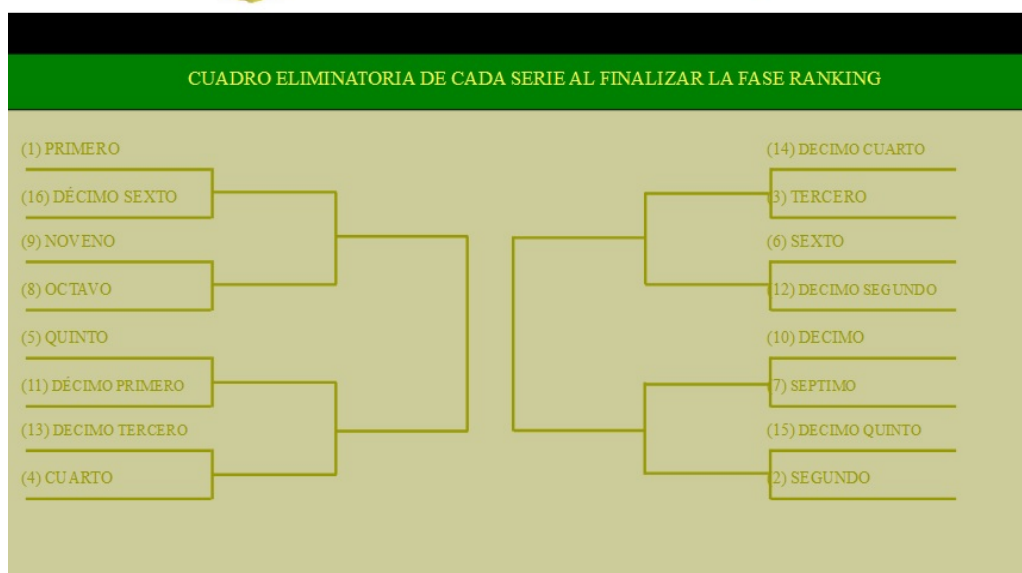 CUADRO ELIMINATORIA DE CADA SERIE AL FINALIZAR LA FASE RANKING
(1) PRIMERO
(16) DÉCIMO SEXTO
(9) NOVENO
(8) OCTAVO
(5) QUINTO
(11) DÉCIMO PRIMERO
(13) DECIMO TERCERO
(4) CUARTO
(14) DECIMO CUARTO
(3) TERCERO
(6) SEXTO
(12) DECIMO SEGUNDO
(10) DECIMO
(7) SEPTIMO
(15) DECIMO QUINTO
(2) SEGUNDO